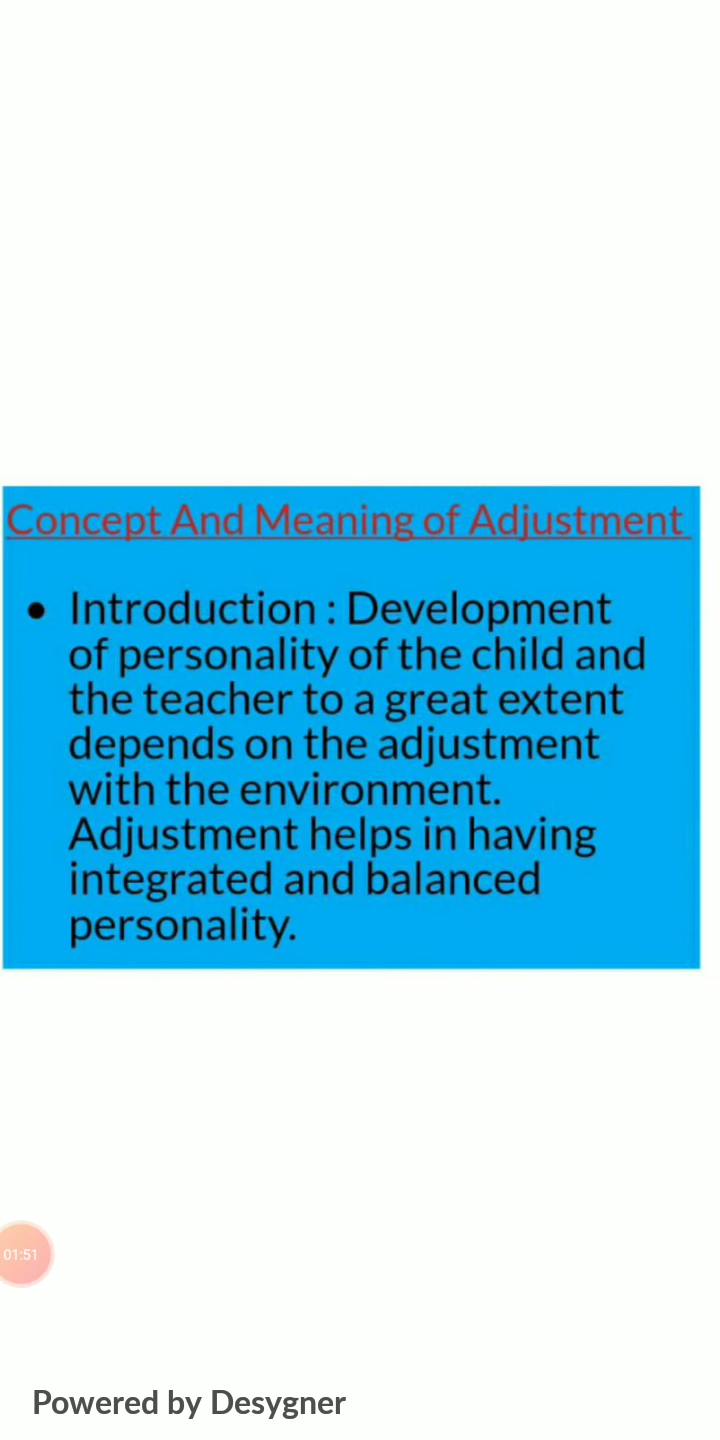 Concept And Meaning of Adjustment
• Introduction : Development
of personality of the child and
the teacher to a great extent
depends on the adjustment
with the environment.
Adjustment helps in having
integrated and balanced
personality.
01:51
Powered by Desygner